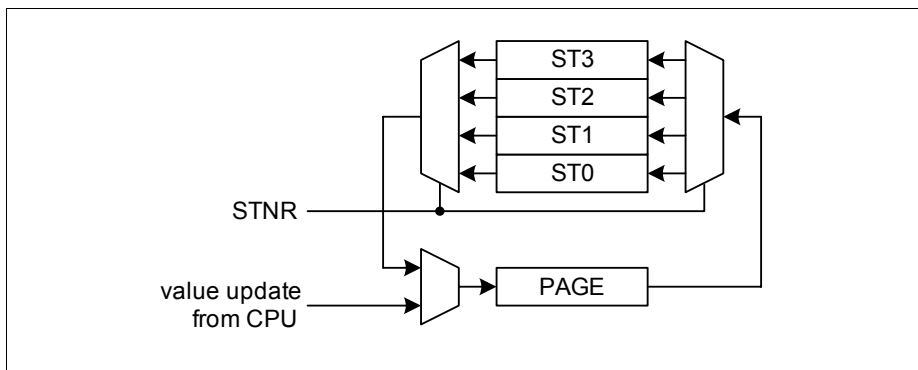 ST3
ST2
ST1
ST0
STNR
value update
from CPU
PAGE